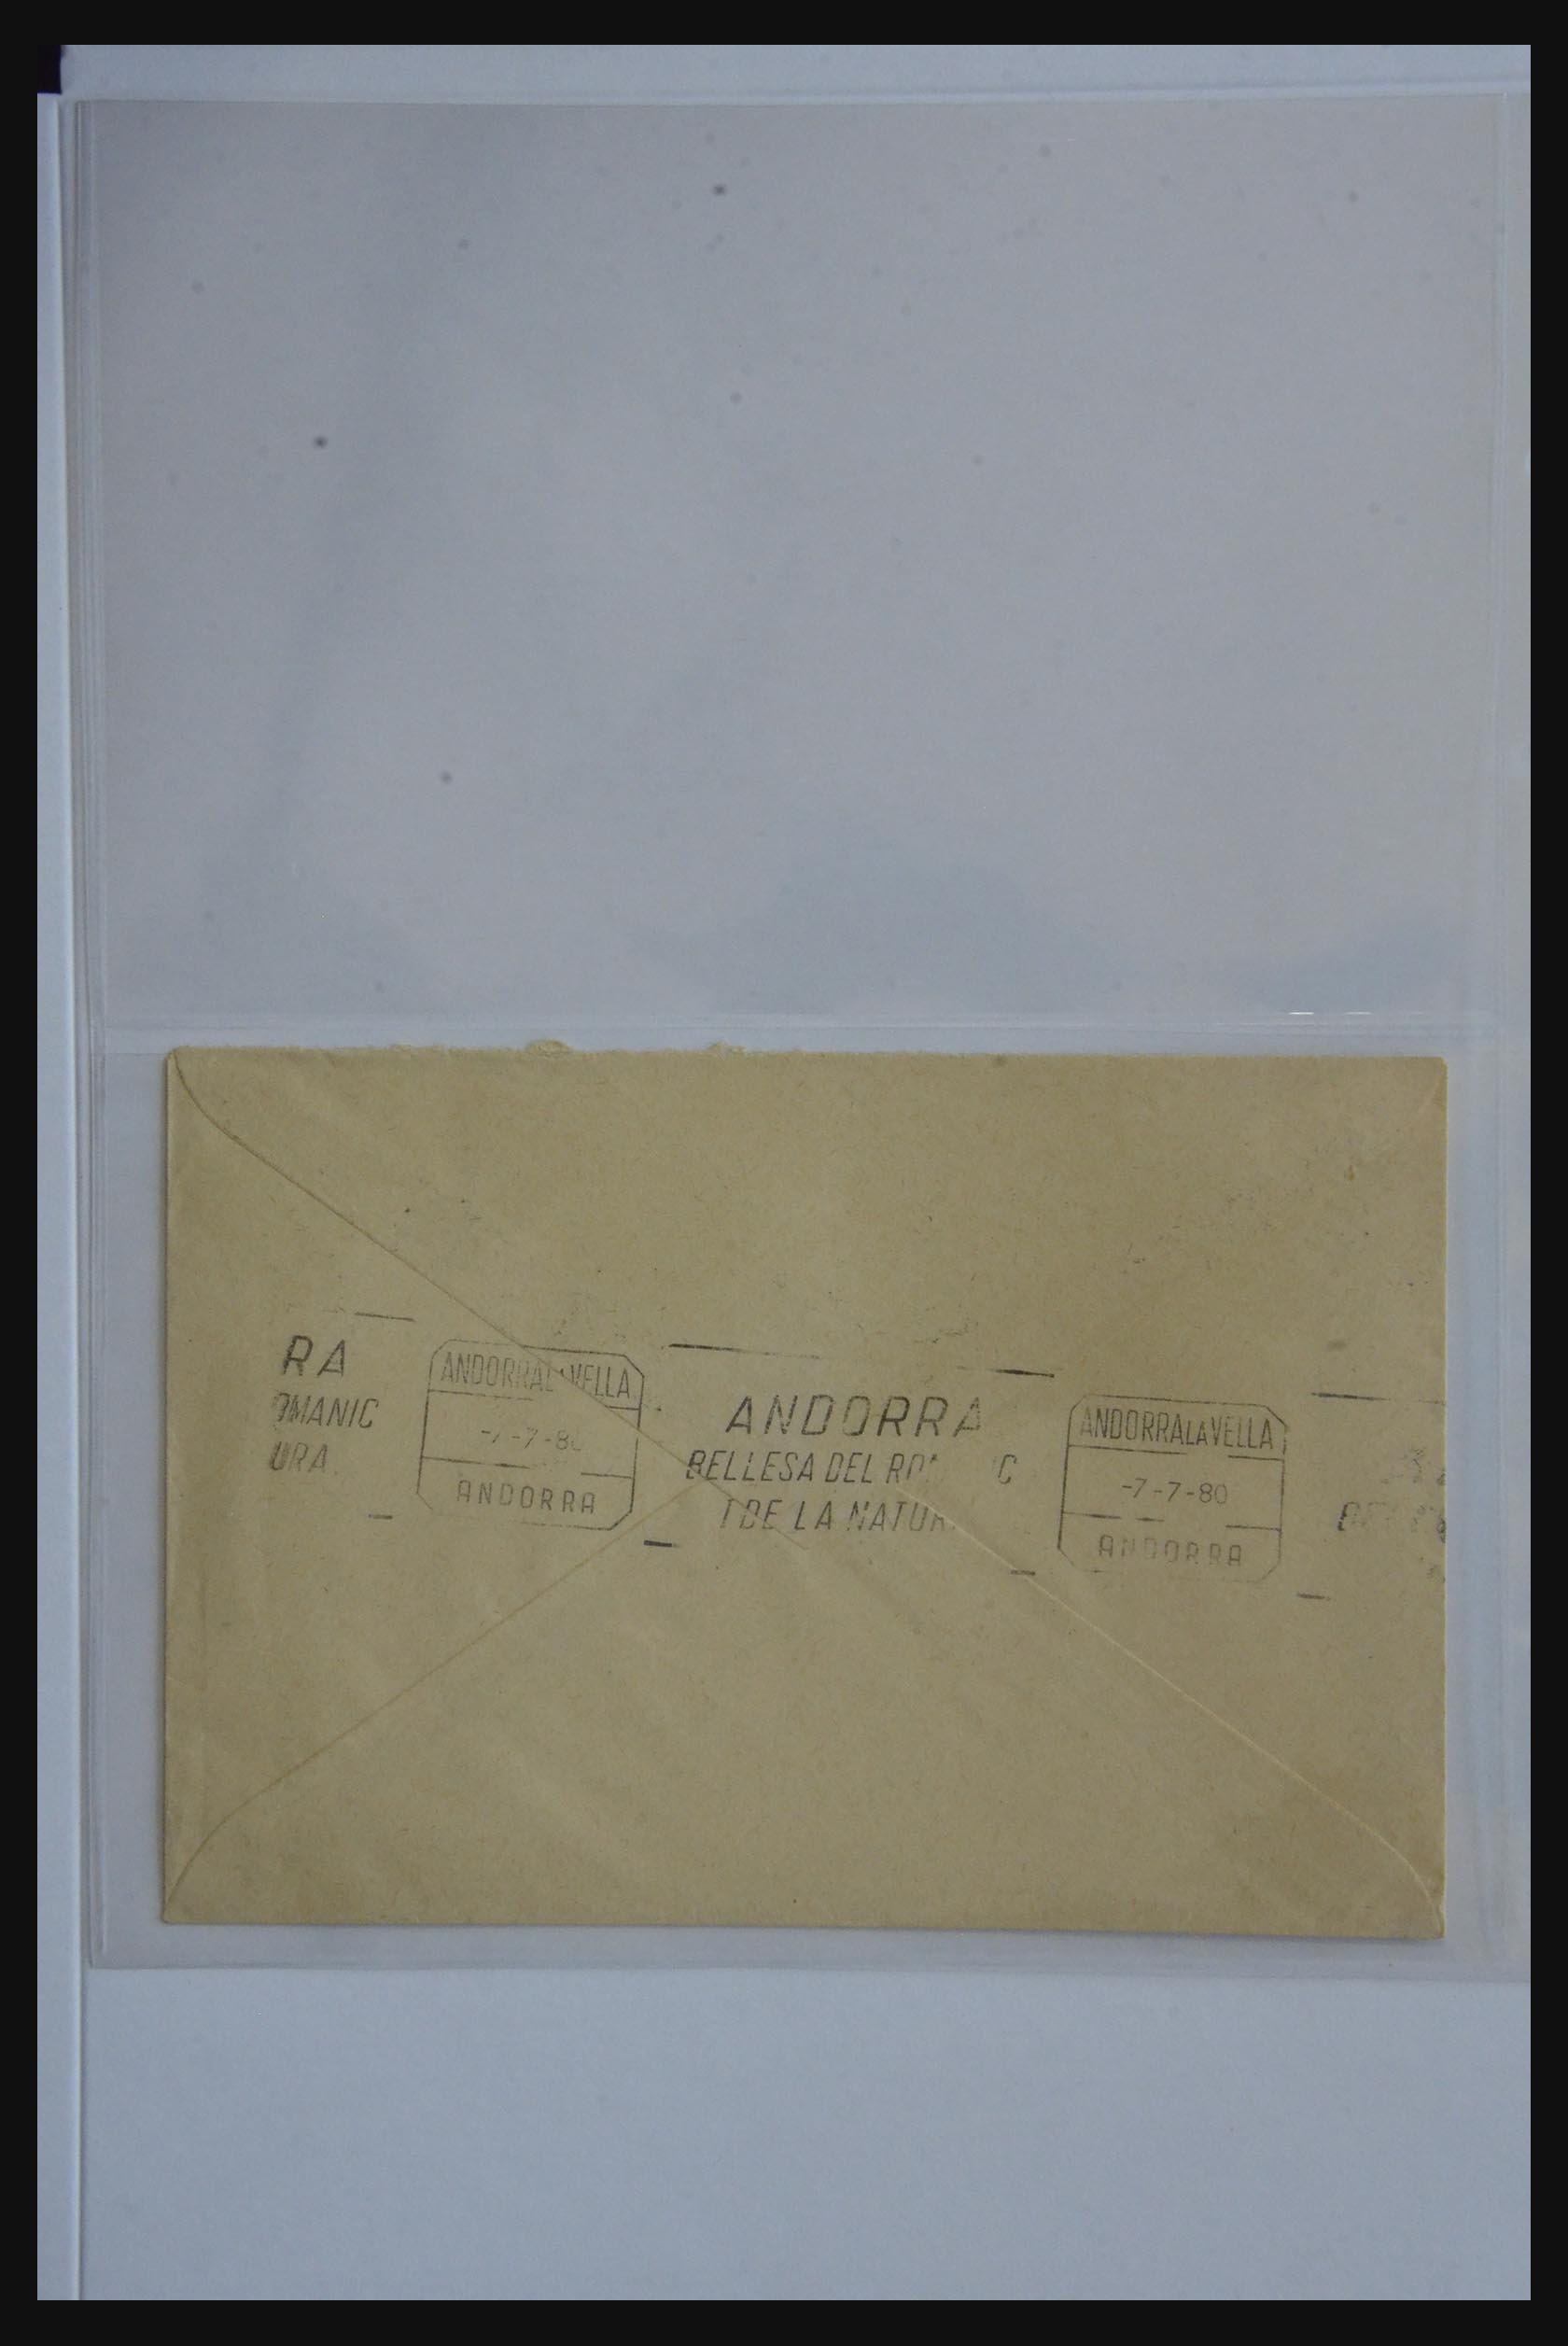 RA
OMANIC
URA
ANDORRA LA VELLA
-7-7-80
ANDORRA
ANDORRA
BELLESA DEL
I DE LA NATUR
ANDORRA LA VELLA
-7-7-80
ANDORRA